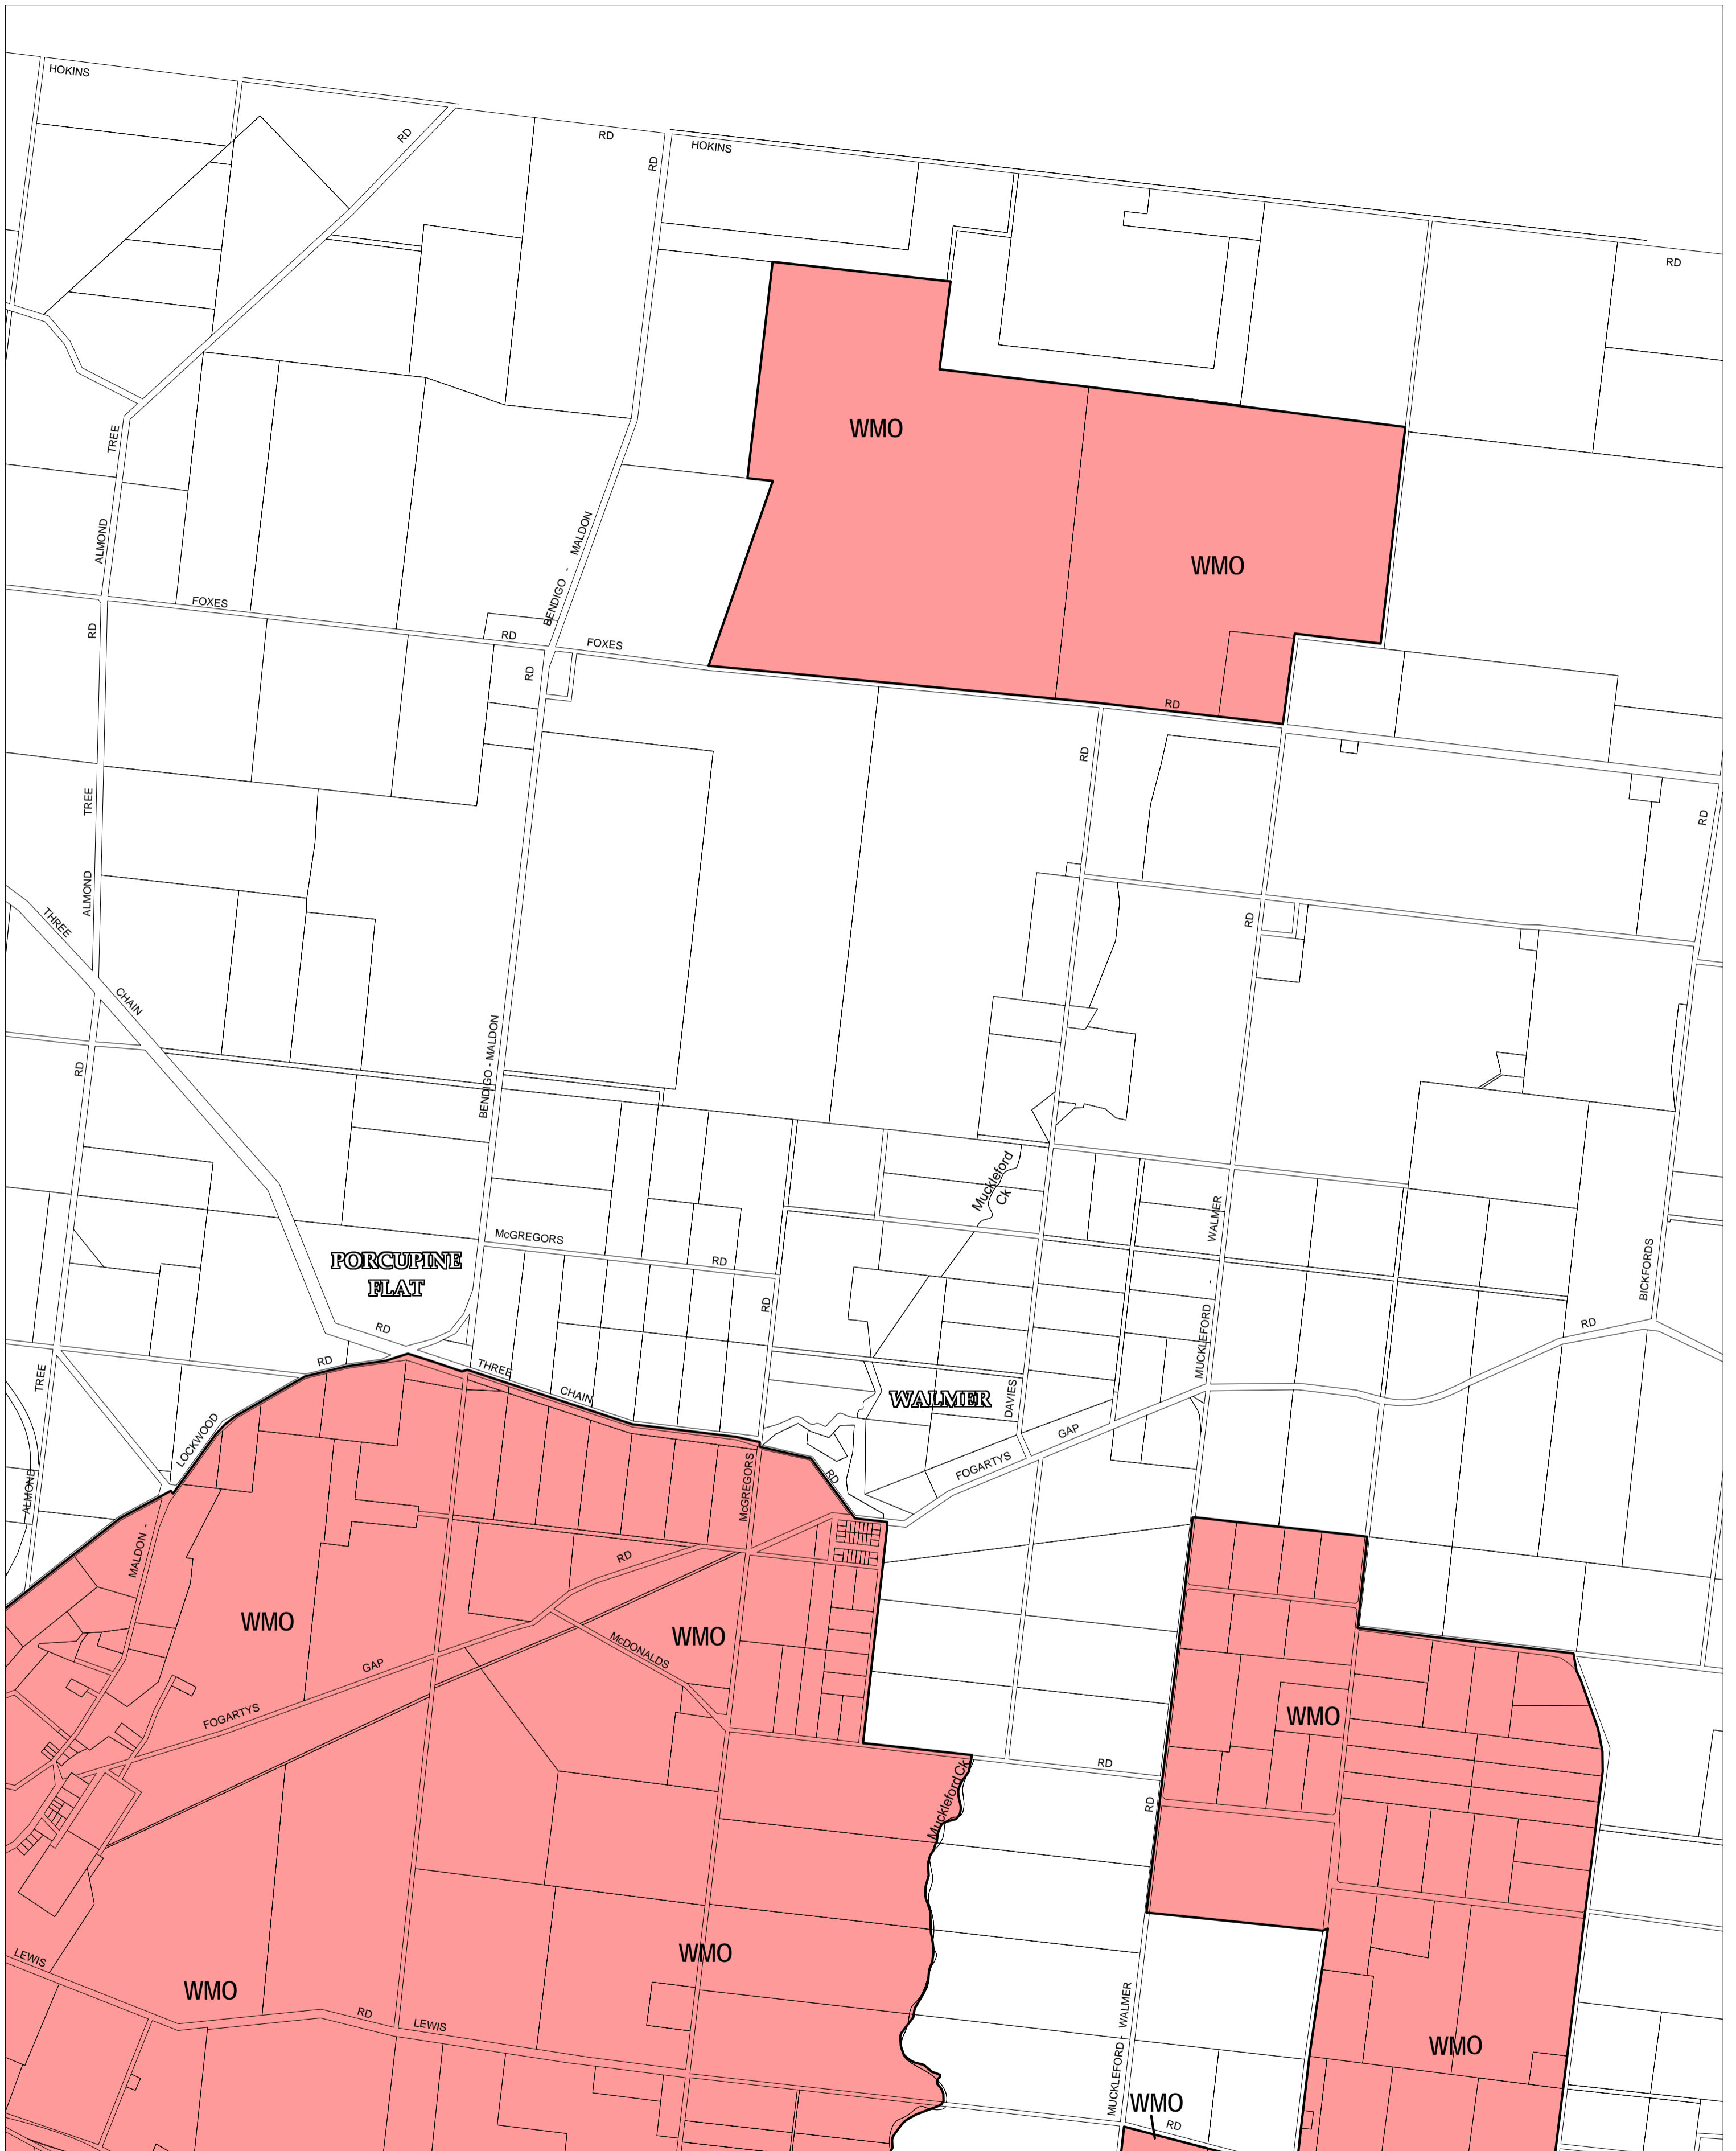 HOKINS
RD
RD
RD
HOKINS
RD
WMO
TREE
WMO
ALMOND
MALDON
BENDIGO -
FOXES
RD
RD
FOXES
RD
RD
RD
TREE
RD
ALMOND
THREE
RD
CHAIN
BENDIGO - MALDON
RD
Muckleford
Ck
WALMER
McGREGORS
RD
PORCUPINE
FLAT
BICKFORDS
RD
MUCKLEFORD -
RD
RD
RD
THREE
TREE
CHAIN
WALMER
DAVIES
LOCKWOOD
GAP
FOGARTYS
McGREGORS
RD
ALMOND
MALDON -
RD
WMO
WMO
McDONALDS
GAP
FOGARTYS
WMO
RD
Muckleford Ck
RD
LEWIS
WMO
WMO
RD
LEWIS
MUCKLEFORD - WALMER
WMO
WMO
RD